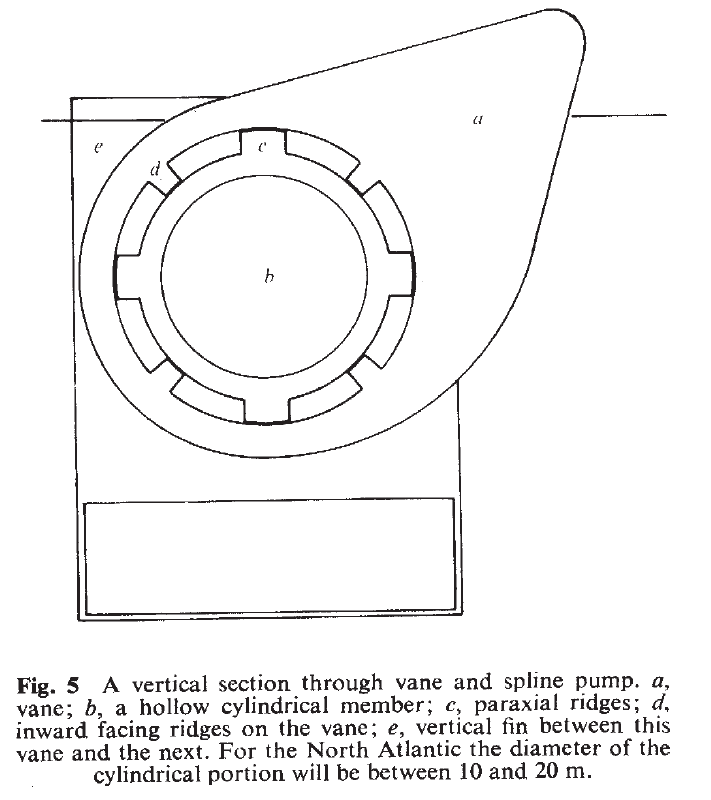 a
e
c
d
b
Fig. 5 A vertical section through vane and spline pump. a,
vane; b, a hollow cylindrical member; c, paraxial ridges; d,
inward facing ridges on the vane; e, vertical fin between this
vane and the next. For the North Atlantic the diameter of the
cylindrical portion will be between 10 and 20 m.